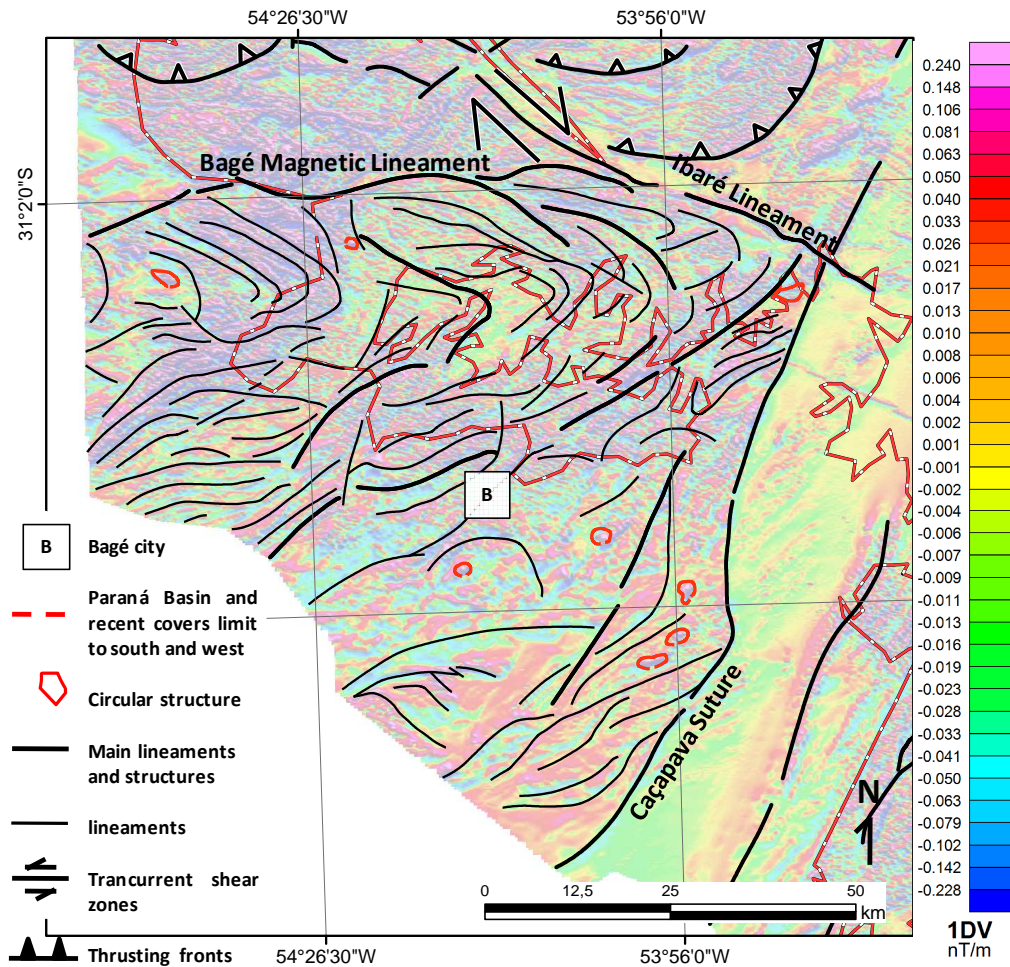 54°26'30"W
53°56'0"W
31°2'0"S
Bagé Magnetic Lineament
Ibaré Lineament
B
Caçapava Suture
N
B
Bagé city
Paraná Basin and
recent covers limit
to south and west
Circular structure
Main lineaments
and structures
lineaments
Trancurrent shear
zones
Thrusting fronts
0
12,5
25
50
km
54°26'30"W
53°56'0"W
0.240
0.148
0.106
0.081
0.063
0.050
0.040
0.033
0.026
0.021
0.017
0.013
0.010
0.008
0.006
0.004
0.002
0.001
-0.001
-0.002
-0.004
-0.006
-0.007
-0.009
-0.011
-0.013
-0.016
-0.019
-0.023
-0.028
-0.033
-0.041
-0.050
-0.063
-0.079
-0.102
-0.142
-0.228
1DV
nT/m